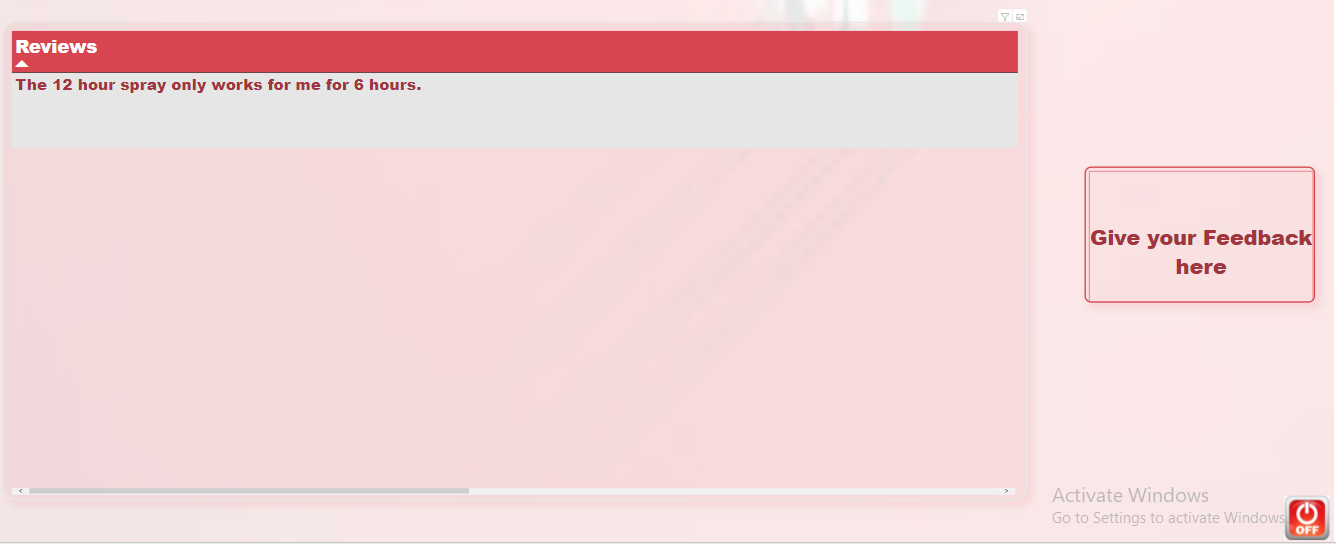 Reviews
The 12 hour spray only works for me for 6 hours.
Give your Feedback
here
Activate Windows
Go to Settings to activate Windows
OFF